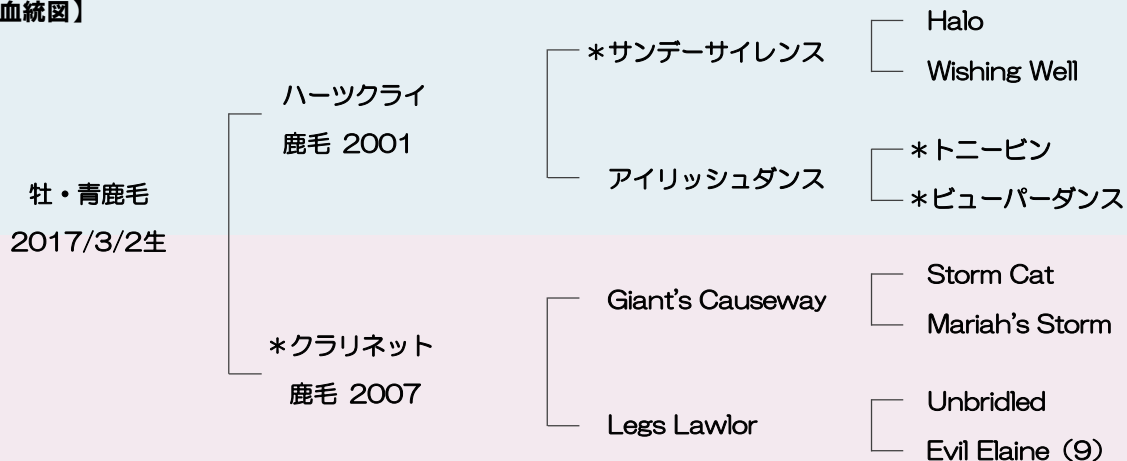 血統図】
牡・青鹿毛
2017/3/2生
ハーツクライ
鹿毛 2001
＊クラリネット
鹿毛 2007
＊サンデーサイレンス
アイリッシュダンス
Giant's Causeway
Legs Lawlor
Halo
Wishing Well
＊トニービン
＊ビューパーダンス
Storm Cat
Mariah's Storm
Unbridled
Evil Elaine（9）